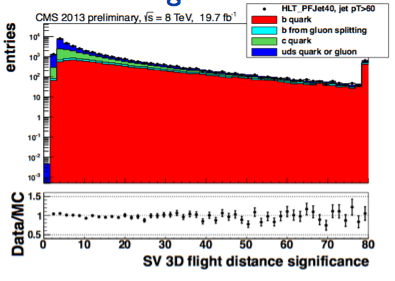 CMS 2013 preliminary, √s = 8 TeV, 19.7 fb⁻¹
HLT_PFJet40, jet pT>60
b quark
b from gluon splitting
c quark
uds quark or gluon
entries
10⁴
10³
10²
10
1
10⁻¹
10⁻²
10⁻³
Data/MC
1.5
1
0.5
0 10 20 30 40 50 60 70 80
SV 3D flight distance significance